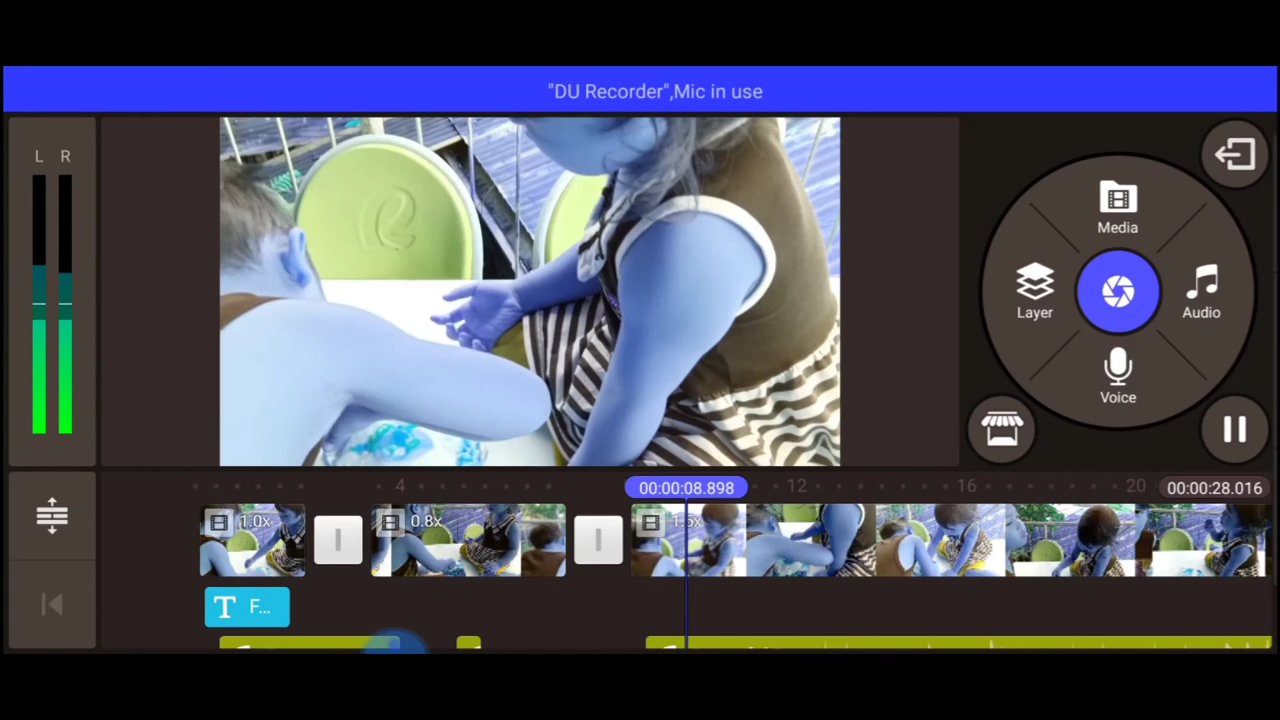 "DU Recorder",Mic in use
L R
Media
Layer
Audio
Voice
4
00:00:08.898
12
16
20
00:00:28.016
1.0x
0.8x
T F...